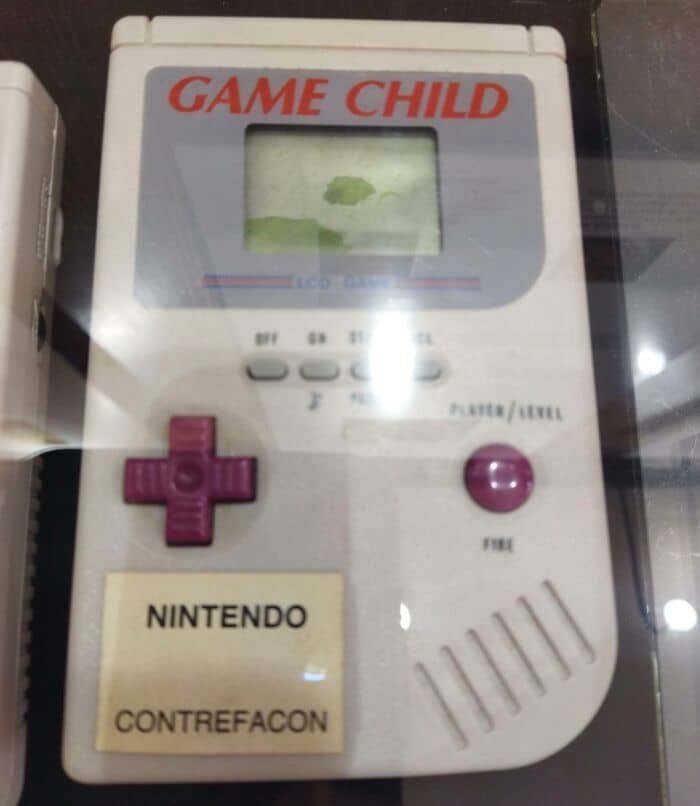 GAME CHILD
LCD GAME
OFF ON
PLAYER/LEVEL
FIRE
NINTENDO
CONTREFACON